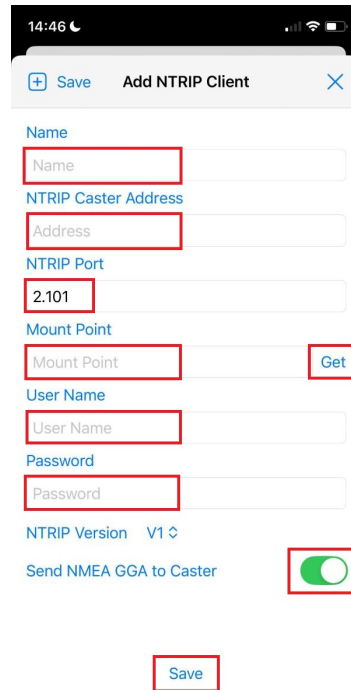 14:46
Save Add NTRIP Client
Name
Name
NTRIP Caster Address
Address
NTRIP Port
2.101
Mount Point
Mount Point Get
User Name
User Name
Password
Password
NTRIP Version V1
Send NMEA GGA to Caster
Save